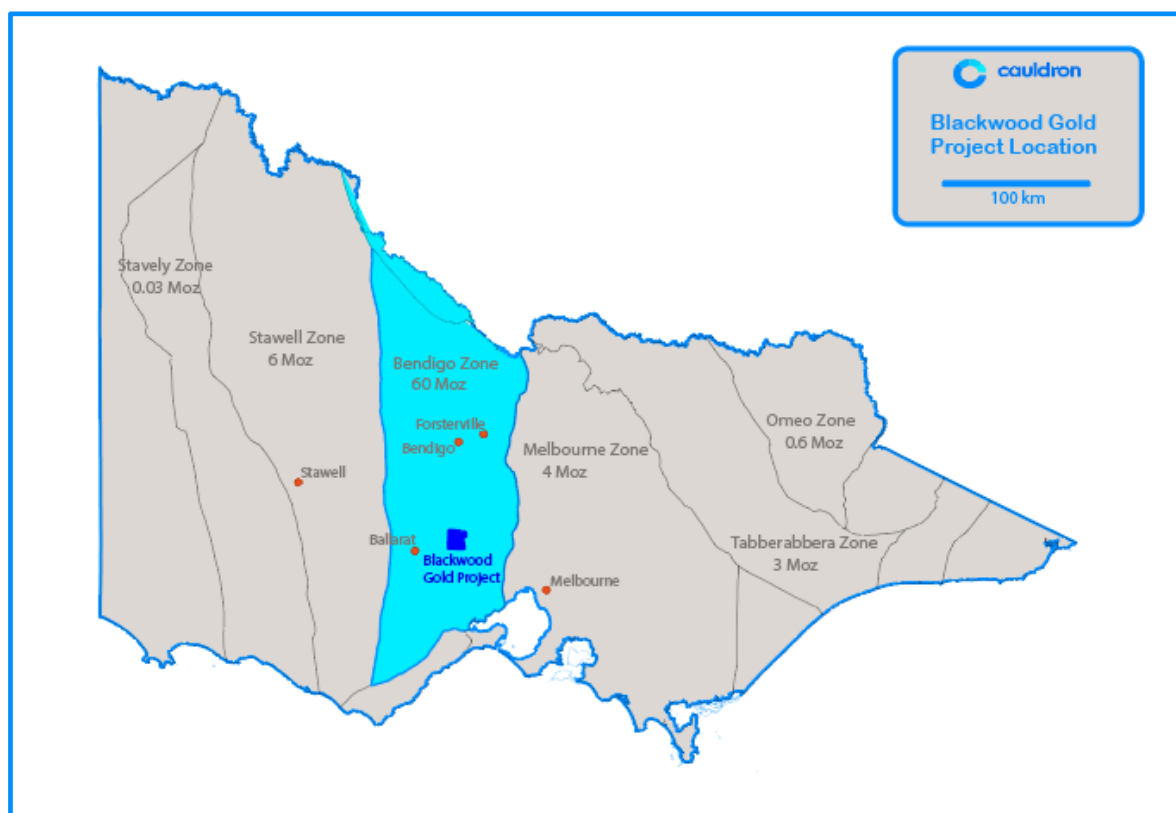 cauldron
Blackwood Gold
Project Location
100 km
Stavely Zone
0.03 Moz
Stawell Zone
6 Moz
Bendigo Zone
60 Moz
Forsterville
Bendigo
Stawell
Ballarat
Blackwood
Gold Project
Melbourne Zone
4 Moz
Melbourne
Omeo Zone
0.6 Moz
Tabberabbera Zone
3 Moz